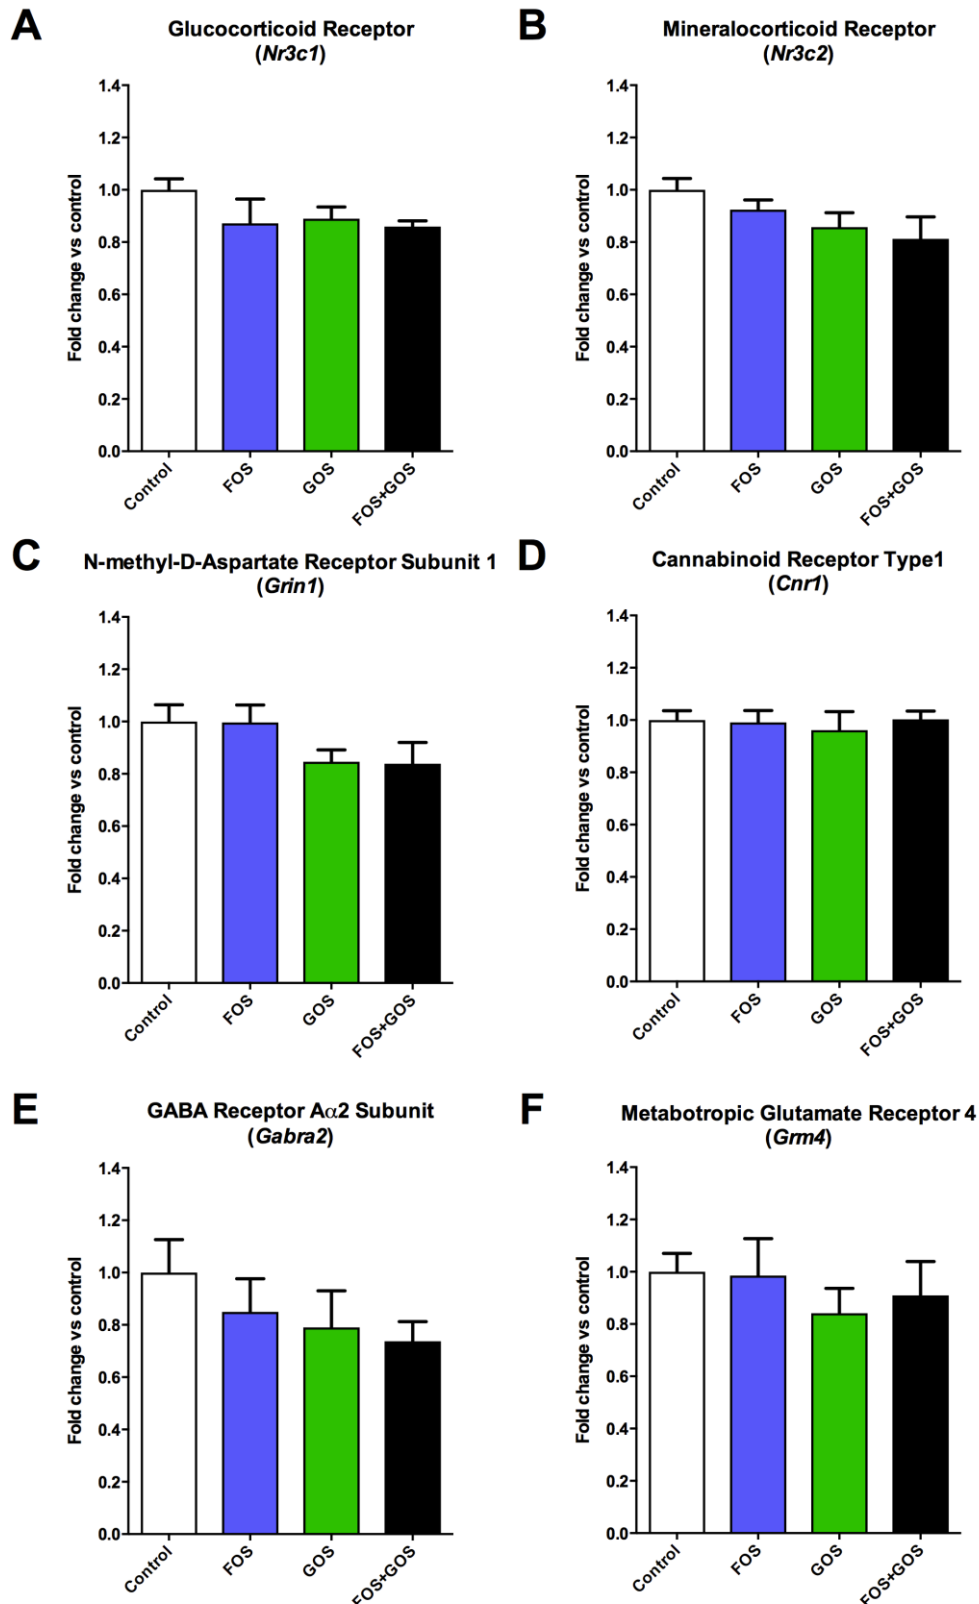 A
Glucocorticoid Receptor
(Nr3c1)
Fold change vs control
1.4
1.2
1.0
0.8
0.6
0.4
0.2
0.0
Control
FOS
GOS
FOS+GOS
B
Mineralocorticoid Receptor
(Nr3c2)
Fold change vs control
1.4
1.2
1.0
0.8
0.6
0.4
0.2
0.0
Control
FOS
GOS
FOS+GOS
C
N-methyl-D-Aspartate Receptor Subunit 1
(Grin1)
Fold change vs control
1.4
1.2
1.0
0.8
0.6
0.4
0.2
0.0
Control
FOS
GOS
FOS+GOS
D
Cannabinoid Receptor Type1
(Cnr1)
Fold change vs control
1.4
1.2
1.0
0.8
0.6
0.4
0.2
0.0
Control
FOS
GOS
FOS+GOS
E
GABA Receptor Aα2 Subunit
(Gabra2)
Fold change vs control
1.4
1.2
1.0
0.8
0.6
0.4
0.2
0.0
Control
FOS
GOS
FOS+GOS
F
Metabotropic Glutamate Receptor 4
(Grm4)
Fold change vs control
1.4
1.2
1.0
0.8
0.6
0.4
0.2
0.0
Control
FOS
GOS
FOS+GOS